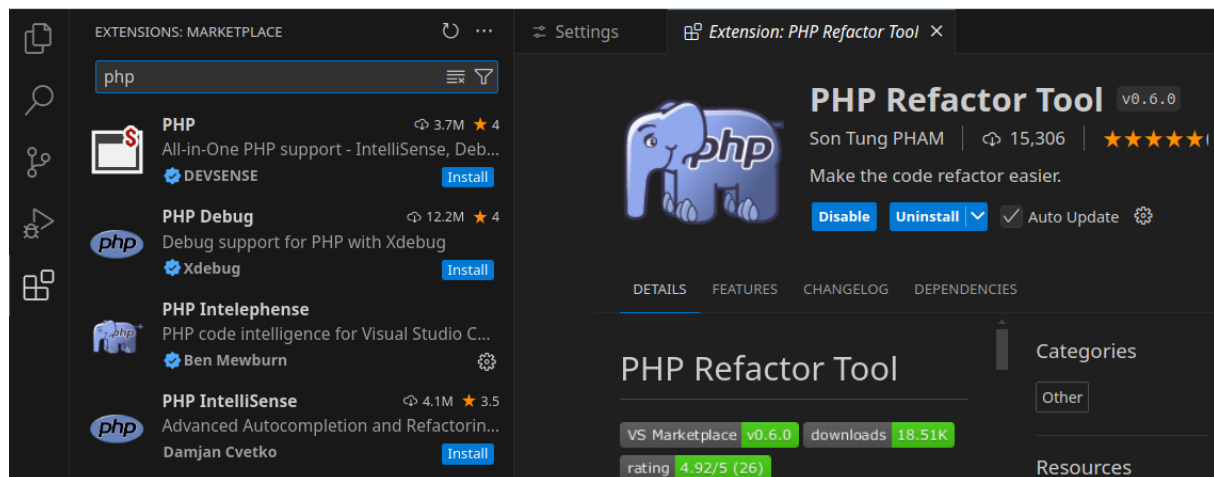 EXTENSIONS: MARKETPLACE
php
PHP
3.7M ★ 4
All-in-One PHP support - IntelliSense, Deb...
DEVSENSE
Install
PHP Debug
12.2M ★ 4
Debug support for PHP with Xdebug
Xdebug
Install
PHP Intelephense
PHP code intelligence for Visual Studio C...
Ben Mewburn
PHP IntelliSense
4.1M ★ 3.5
Advanced Autocompletion and Refactorin...
Damjan Cvetko
Install
Settings
Extension: PHP Refactor Tool
php
PHP Refactor Tool v0.6.0
Son Tung PHAM 15,306 ★★★★★(
Make the code refactor easier.
Disable Uninstall Auto Update
DETAILS FEATURES CHANGELOG DEPENDENCIES
PHP Refactor Tool
VS Marketplace v0.6.0 downloads 18.51K
rating 4.92/5 (26)
Categories
Other
Resources
php
php
php